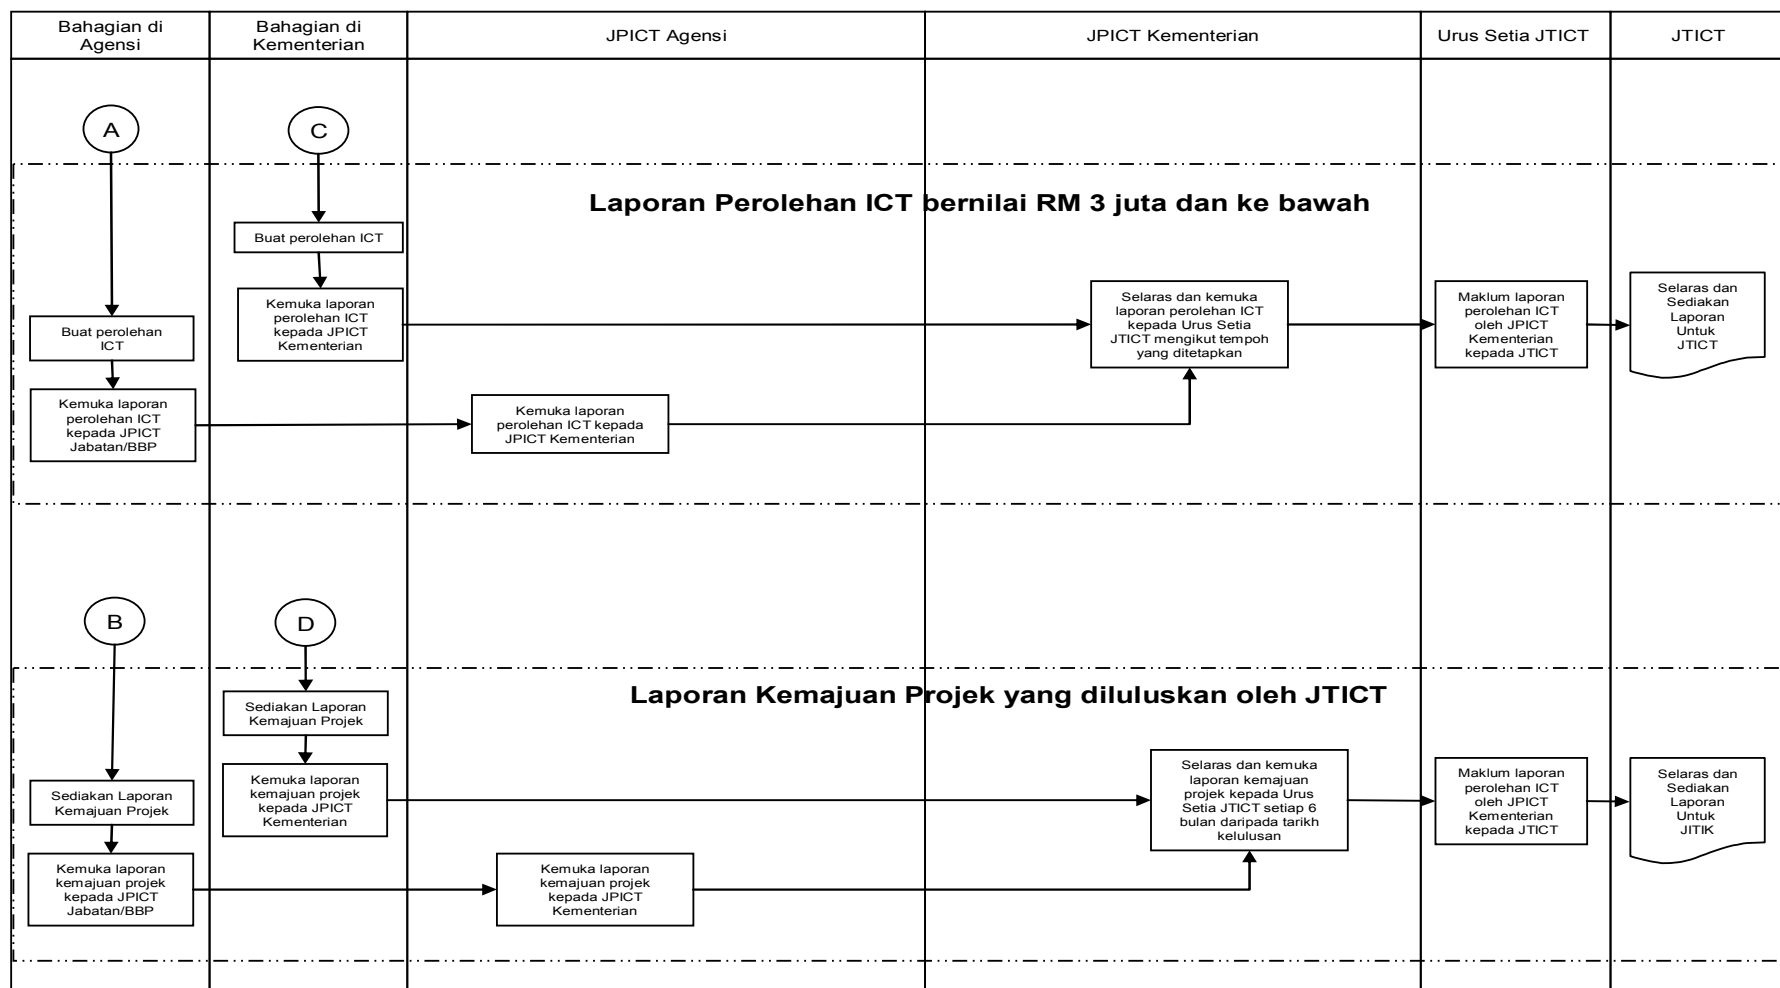 Bahagian di
Agensi
Bahagian di
Kementerian
JPICT Agensi
JPICT Kementerian
Urus Setia JTICT
JTICT
A
C
Laporan Perolehan ICT bernilai RM 3 juta dan ke bawah
Buat perolehan ICT
Kemuka laporan
perolehan ICT
kepada JPICT
Kementerian
Selaras dan kemuka
laporan perolehan ICT
kepada Urus Setia
JTICT mengikut tempoh
yang ditetapkan
Maklum laporan
perolehan ICT
oleh JPICT
Kementerian
kepada JTICT
Selaras dan
Sediakan
Laporan
Untuk
JTICT
Buat perolehan
ICT
Kemuka laporan
perolehan ICT
kepada JPICT
Jabatan/BBP
Kemuka laporan
perolehan ICT kepada
JPICT Kementerian
B
D
Laporan Kemajuan Projek yang diluluskan oleh JTICT
Sediakan Laporan
Kemajuan Projek
Kemuka laporan
kemajuan projek
kepada JPICT
Kementerian
Selaras dan kemuka
laporan kemajuan
projek kepada Urus
Setia JTICT setiap 6
bulan daripada tarikh
kelulusan
Maklum laporan
perolehan ICT
oleh JPICT
Kementerian
kepada JTICT
Selaras dan
Sediakan
Laporan
Untuk
JITIK
Sediakan Laporan
Kemajuan Projek
Kemuka laporan
kemajuan projek
kepada JPICT
Jabatan/BBP
Kemuka laporan
kemajuan projek
kepada JPICT
Kementerian